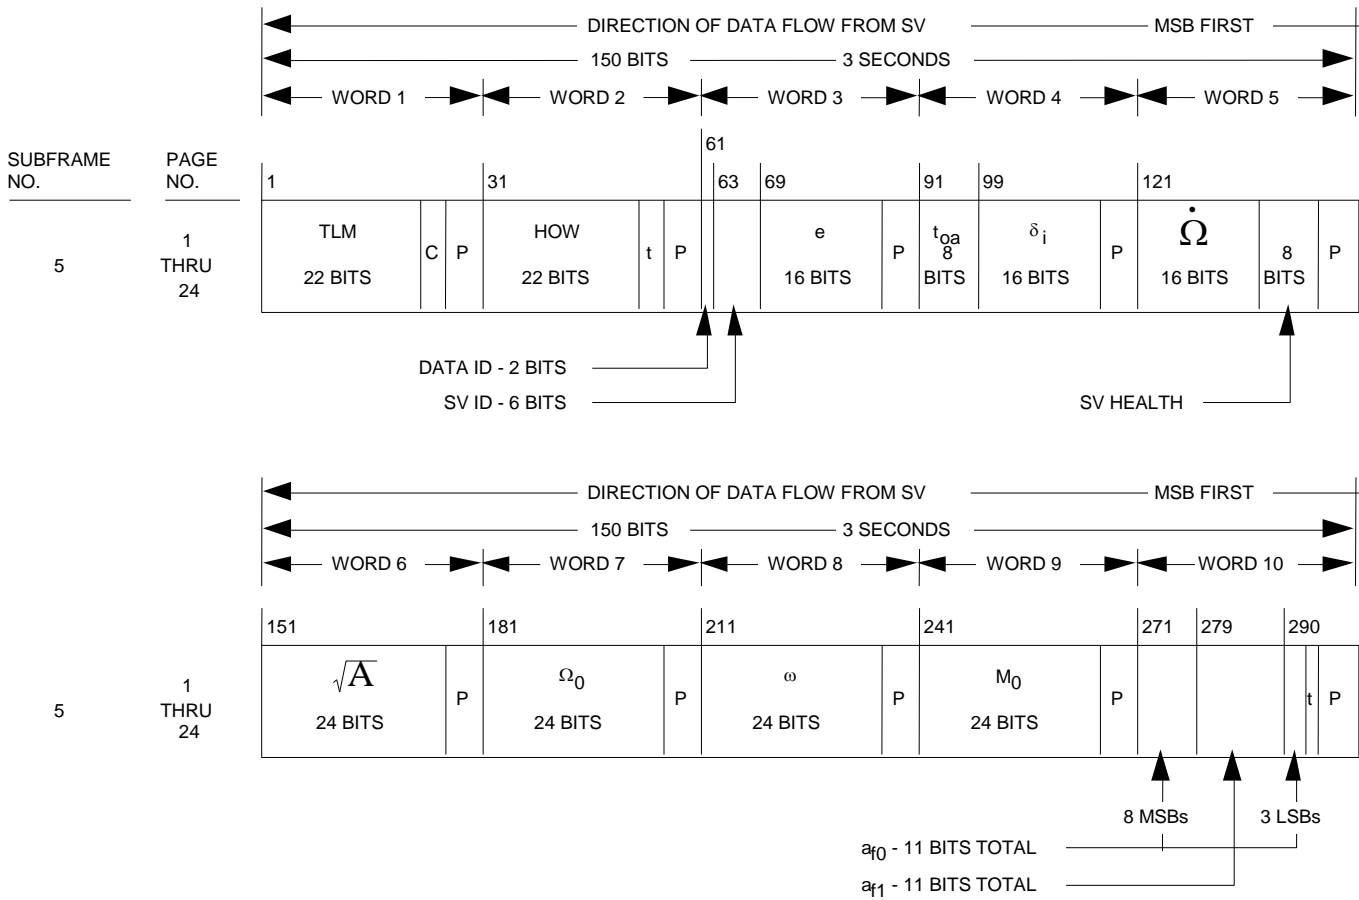 DIRECTION OF DATA FLOW FROM SV MSB FIRST
150 BITS 3 SECONDS
WORD 1 WORD 2 WORD 3 WORD 4 WORD 5
SUBFRAME NO. PAGE NO.
61
1 31 63 69 91 99 121
5
1 THRU 24
TLM 22 BITS
C
P
HOW 22 BITS
t
P
e 16 BITS
P
t_oa 8 BITS
δ_i 16 BITS
P
Ω̇ 16 BITS
8 BITS
P
DATA ID - 2 BITS
SV ID - 6 BITS
SV HEALTH
DIRECTION OF DATA FLOW FROM SV MSB FIRST
150 BITS 3 SECONDS
WORD 6 WORD 7 WORD 8 WORD 9 WORD 10
151 181 211 241 271 279 290
5
1 THRU 24
√A 24 BITS
P
Ω_0 24 BITS
P
ω 24 BITS
P
M_0 24 BITS
P
t
P
8 MSBs 3 LSBs
a_f0 - 11 BITS TOTAL
a_f1 - 11 BITS TOTAL